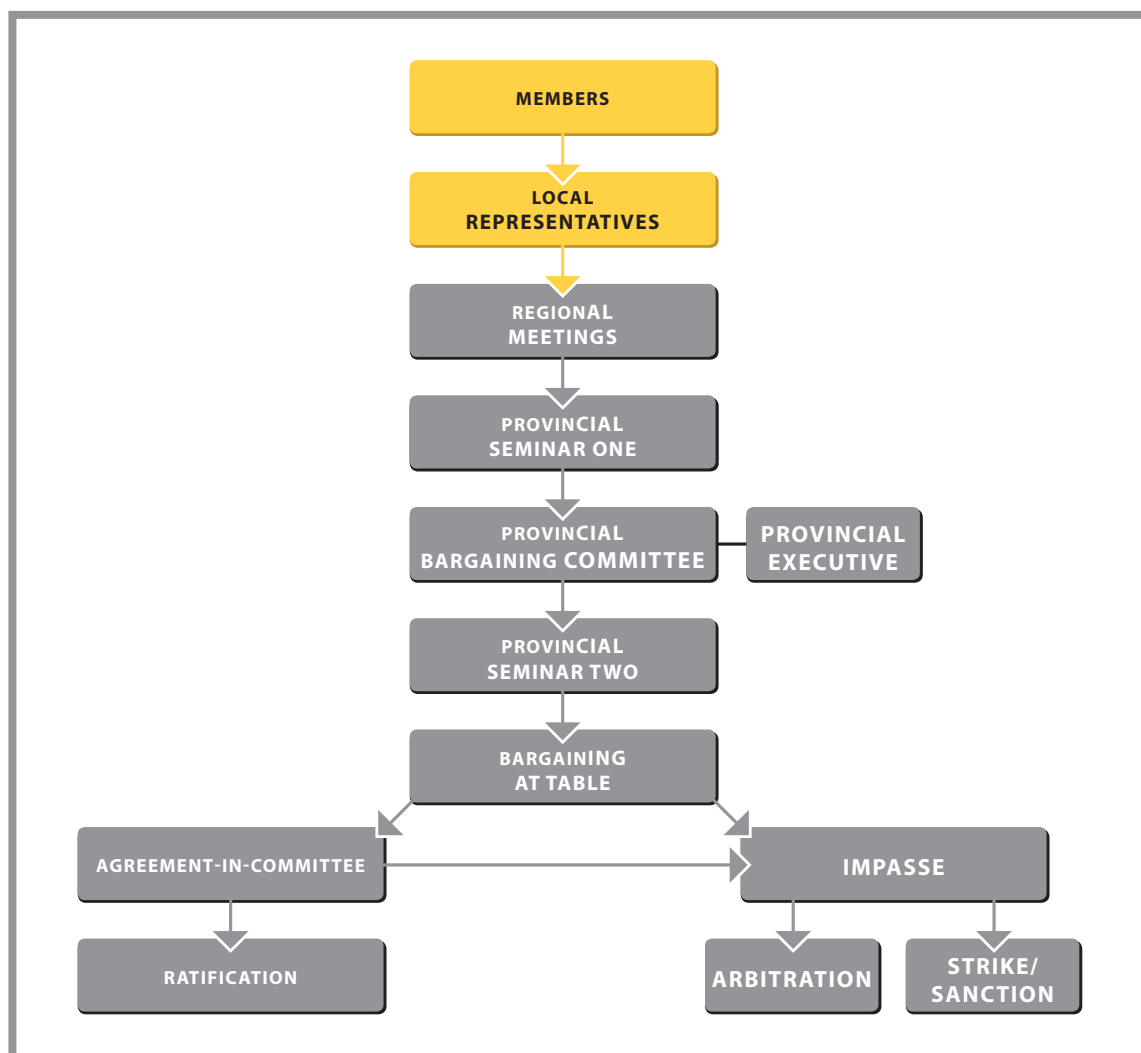 MEMBERS
LOCAL
REPRESENTATIVES
REGIONAL
MEETINGS
PROVINCIAL
SEMINAR ONE
PROVINCIAL
BARGAINING COMMITTEE
PROVINCIAL
EXECUTIVE
PROVINCIAL
SEMINAR TWO
BARGAINING
AT TABLE
AGREEMENT-IN-COMMITTEE
IMPASSE
RATIFICATION
ARBITRATION
STRIKE/
SANCTION